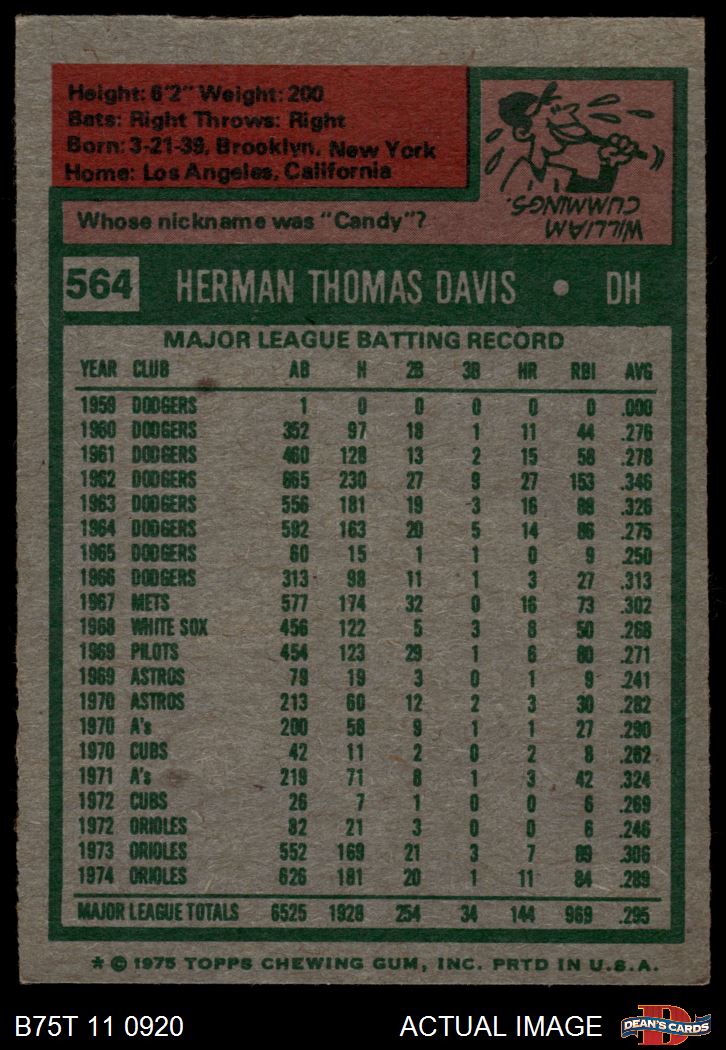 Height: 6'2" Weight: 200
Bats: Right Throws: Right
Born: 3-21-39, Brooklyn, New York
Home: Los Angeles, California
Whose nickname was "Candy"?
WILLIAM
CUMMINGS.
564 HERMAN THOMAS DAVIS • DH
MAJOR LEAGUE BATTING RECORD
YEAR CLUB AB H 2B 3B HR RBI AVG
1959 DODGERS 1 0 0 0 0 0 .000
1960 DODGERS 352 97 18 1 11 44 .276
1961 DODGERS 460 128 13 2 15 58 .278
1962 DODGERS 665 230 27 9 27 153 .346
1963 DODGERS 556 181 19 3 16 88 .326
1964 DODGERS 592 163 20 5 14 86 .275
1965 DODGERS 60 15 1 1 0 9 .250
1966 DODGERS 313 98 11 1 3 27 .313
1967 METS 577 174 32 0 16 73 .302
1968 WHITE SOX 456 122 5 3 8 50 .268
1969 PILOTS 454 123 29 1 6 80 .271
1969 ASTROS 79 19 3 0 1 9 .241
1970 ASTROS 213 60 12 2 3 30 .282
1970 A's 200 58 9 1 1 27 .290
1970 CUBS 42 11 2 0 2 8 .262
1971 A's 219 71 8 1 3 42 .324
1972 CUBS 26 7 1 0 0 6 .269
1972 ORIOLES 82 21 3 0 0 6 .246
1973 ORIOLES 552 169 21 3 7 89 .306
1974 ORIOLES 626 181 20 1 11 84 .289
MAJOR LEAGUE TOTALS 6525 1928 254 34 144 969 .295
* © 1975 TOPPS CHEWING GUM, INC. PRTD IN U.S.A.
B75T 11 0920 ACTUAL IMAGE D DEAN'S CARDS